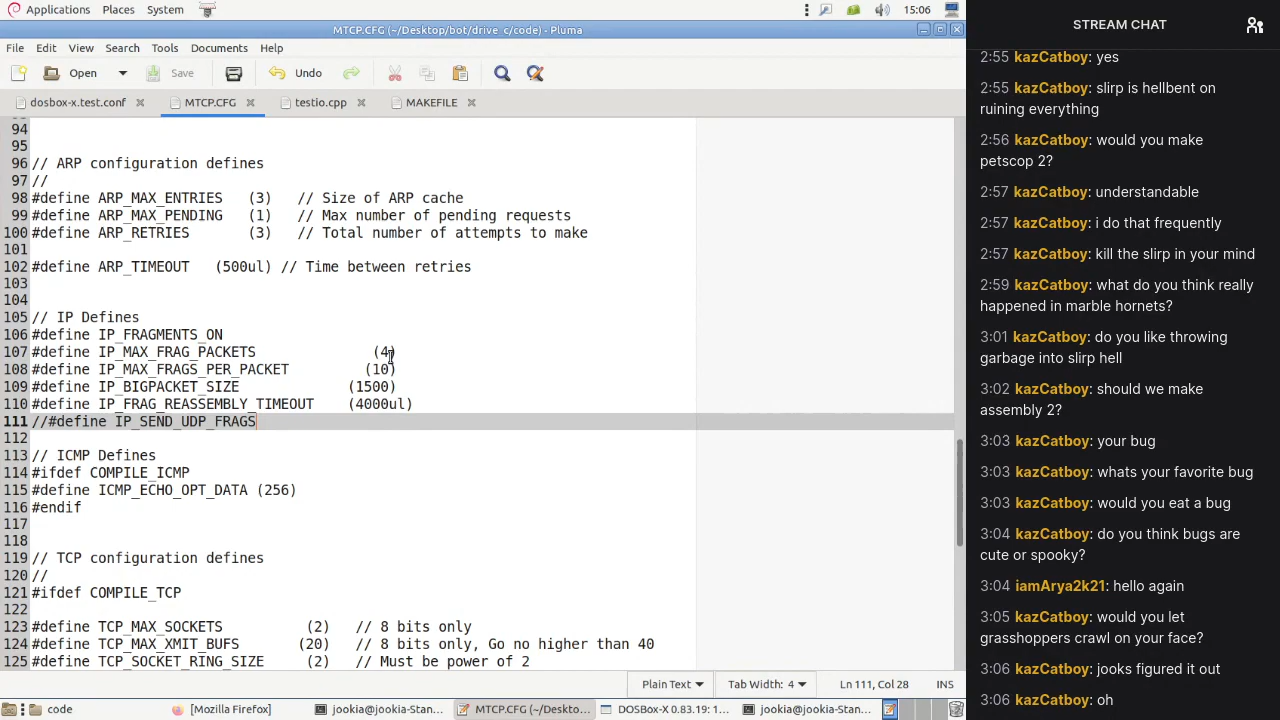 Applications Places System 15:06
MTCP.CFG (~/Desktop/bot/drive_c/code) - Pluma
File Edit View Search Tools Documents Help
Open Save Undo
dosbox-x.test.conf MTCP.CFG testio.cpp MAKEFILE
94
95
96 // ARP configuration defines
97 //
98 #define ARP_MAX_ENTRIES (3) // Size of ARP cache
99 #define ARP_MAX_PENDING (1) // Max number of pending requests
100 #define ARP_RETRIES (3) // Total number of attempts to make
101
102 #define ARP_TIMEOUT (500ul) // Time between retries
103
104
105 // IP Defines
106 #define IP_FRAGMENTS_ON
107 #define IP_MAX_FRAG_PACKETS (4)
108 #define IP_MAX_FRAGS_PER_PACKET (10)
109 #define IP_BIGPACKET_SIZE (1500)
110 #define IP_FRAG_REASSEMBLY_TIMEOUT (4000ul)
111 //#define IP_SEND_UDP_FRAGS
112
113 // ICMP Defines
114 #ifdef COMPILE_ICMP
115 #define ICMP_ECHO_OPT_DATA (256)
116 #endif
117
118
119 // TCP configuration defines
120 //
121 #ifdef COMPILE_TCP
122
123 #define TCP_MAX_SOCKETS (2) // 8 bits only
124 #define TCP_MAX_XMIT_BUFS (20) // 8 bits only, Go no higher than 40
125 #define TCP_SOCKET_RING_SIZE (2) // Must be power of 2
Plain Text Tab Width: 4 Ln 111, Col 28 INS
code [Mozilla Firefox] jookia@jookia-Stan... MTCP.CFG (~/Deskto... DOSBox-X 0.83.19: 1... jookia@jookia-Stan...
STREAM CHAT
2:55 kazCatboy: yes
2:55 kazCatboy: slirp is hellbent on
ruining everything
2:56 kazCatboy: would you make
petscop 2?
2:57 kazCatboy: understandable
2:57 kazCatboy: i do that frequently
2:57 kazCatboy: kill the slirp in your mind
2:59 kazCatboy: what do you think really
happened in marble hornets?
3:01 kazCatboy: do you like throwing
garbage into slirp hell
3:02 kazCatboy: should we make
assembly 2?
3:03 kazCatboy: your bug
3:03 kazCatboy: whats your favorite bug
3:03 kazCatboy: would you eat a bug
3:04 kazCatboy: do you think bugs are
cute or spooky?
3:04 iamArya2k21: hello again
3:05 kazCatboy: would you let
grasshoppers crawl on your face?
3:06 kazCatboy: jooks figured it out
3:06 kazCatboy: oh